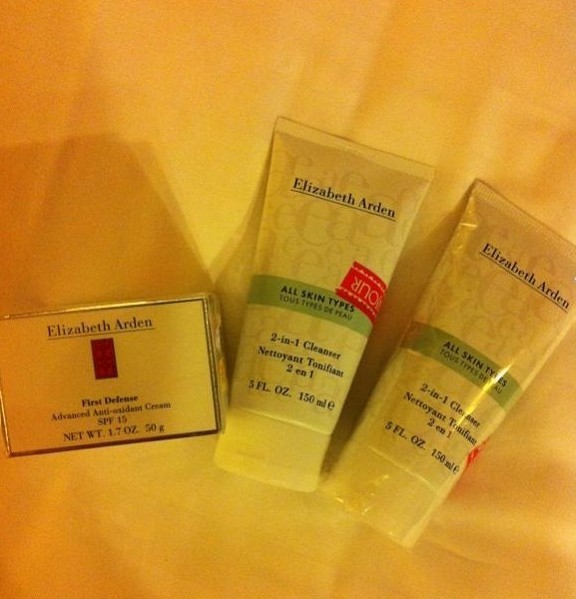 Elizabeth Arden
First Defense
Advanced Anti-oxidant Cream
SPF 15
NET WT. 1.7 OZ. 50 g
Elizabeth Arden
ALL SKIN TYPES
TOUS TYPES DE PEAU
2-in-1 Cleanser
Nettoyant Tonifiant
2 en 1
5 FL. OZ. 150 ml e
Elizabeth Arden
ALL SKIN TYPES
TOUS TYPES DE PEAU
2-in-1 Cleanser
Nettoyant Tonifiant
2 en 1
5 FL. OZ. 150 ml e